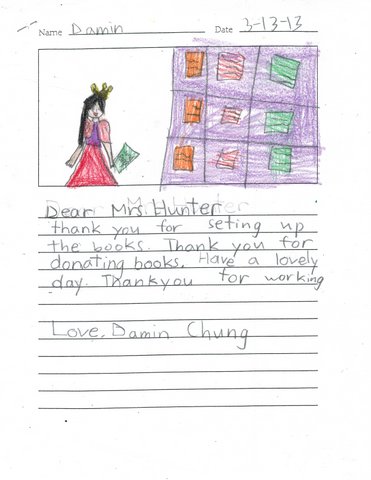 Name Damin Date 3-13-13
Dear Mrs Hunter
thank you for seting up
the books. Thank you for
donating books. Have a lovely
day. Thankyou for working
Love, Damin Chung